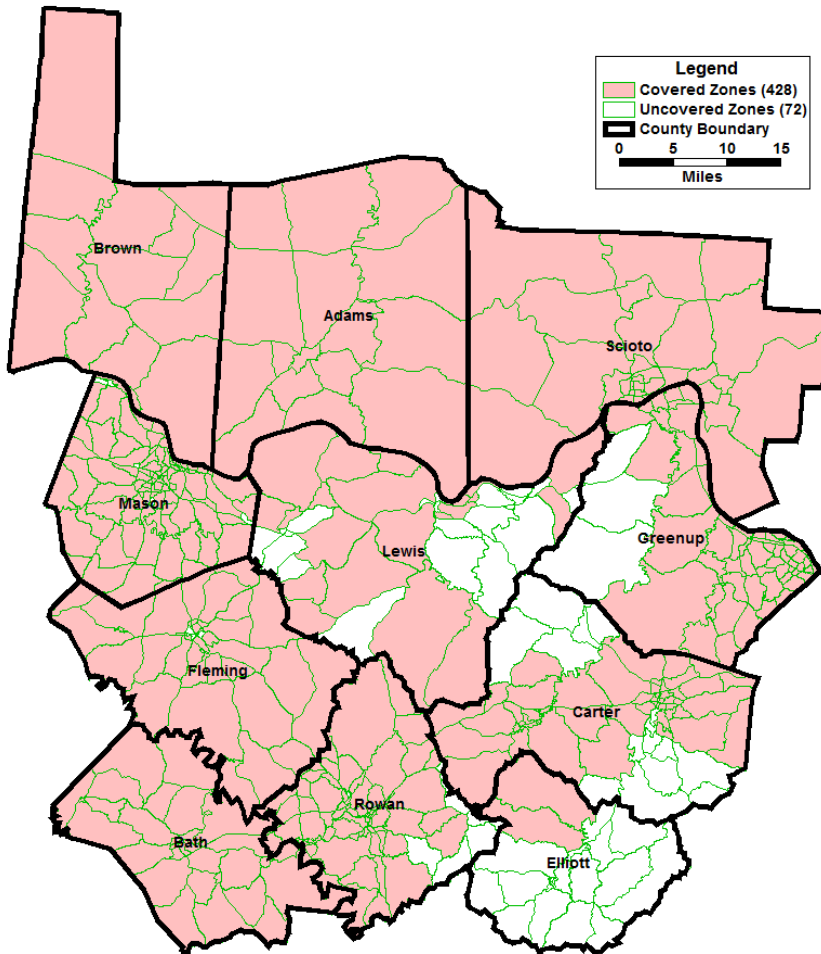 Legend
Covered Zones (428)
Uncovered Zones (72)
County Boundary
0 5 10 15
Miles
Brown
Adams
Scioto
Mason
Lewis
Greenup
Fleming
Carter
Rowan
Bath
Elliott